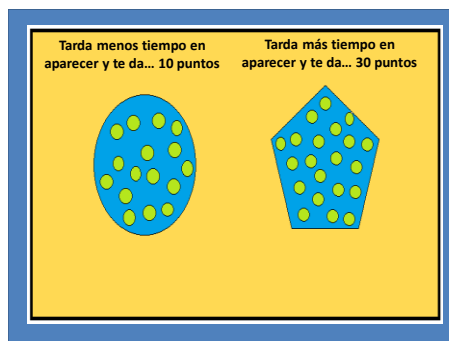 Tarda menos tiempo en
aparecer y te da... 10 puntos
Tarda más tiempo en
aparecer y te da... 30 puntos